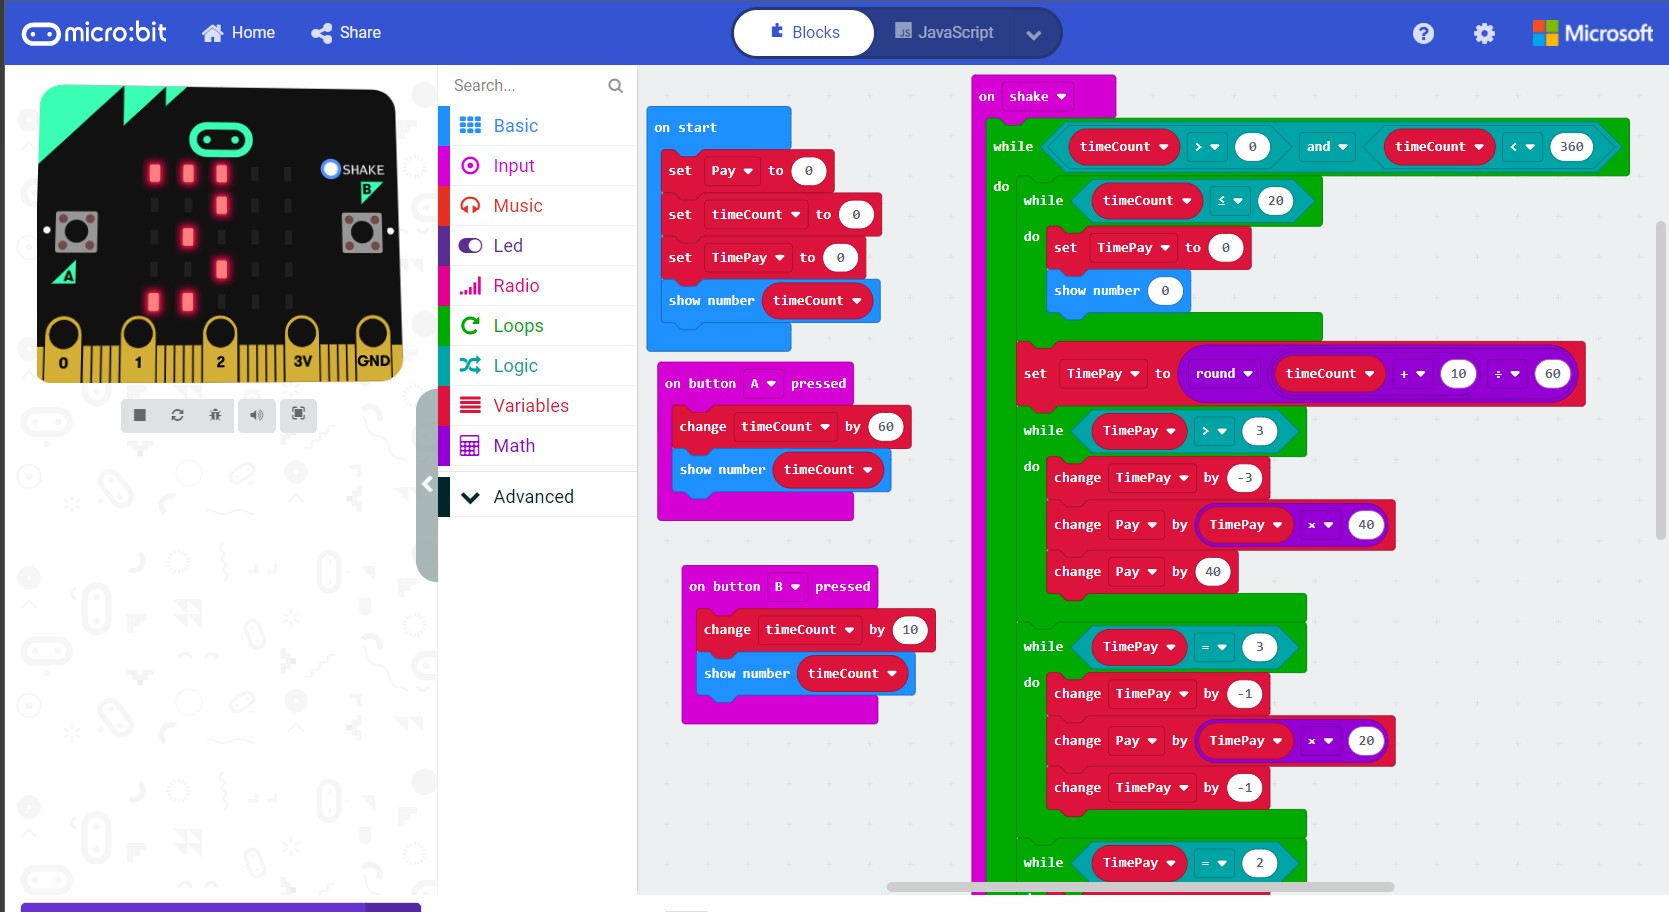 micro:bit
Home
Share
Blocks
JS JavaScript
Microsoft
SHAKE
B
A
0 1 2 3V GND
Search...
Basic
Input
Music
Led
Radio
Loops
Logic
Variables
Math
Advanced
on start
set Pay to 0
set timeCount to 0
set TimePay to 0
show number timeCount
on button A pressed
change timeCount by 60
show number timeCount
on button B pressed
change timeCount by 10
show number timeCount
on shake
while timeCount > 0 and timeCount < 360
do while timeCount ≤ 20
do set TimePay to 0
show number 0
set TimePay to round timeCount + 10 ÷ 60
while TimePay > 3
do change TimePay by -3
change Pay by TimePay × 40
change Pay by 40
while TimePay = 3
do change TimePay by -1
change Pay by TimePay × 20
change TimePay by -1
while TimePay = 2